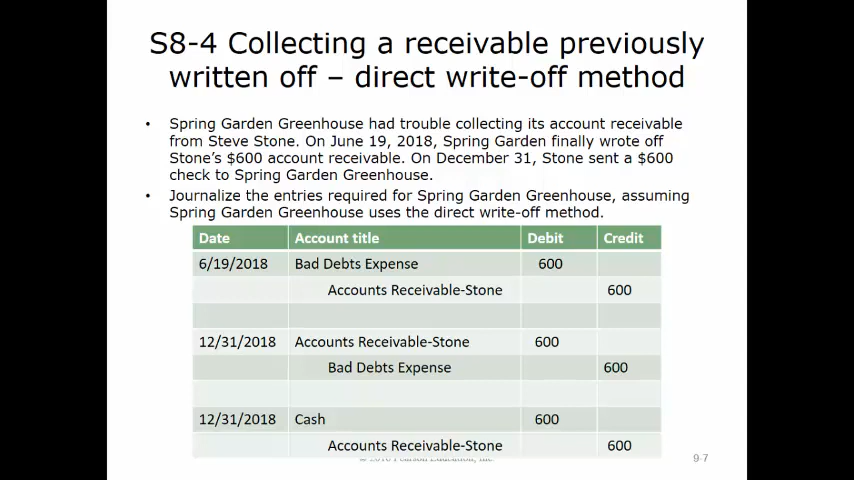 S8-4 Collecting a receivable previously
written off – direct write-off method
• Spring Garden Greenhouse had trouble collecting its account receivable
from Steve Stone. On June 19, 2018, Spring Garden finally wrote off
Stone's $600 account receivable. On December 31, Stone sent a $600
check to Spring Garden Greenhouse.
• Journalize the entries required for Spring Garden Greenhouse, assuming
Spring Garden Greenhouse uses the direct write-off method.
Date Account title Debit Credit
6/19/2018 Bad Debts Expense 600
Accounts Receivable-Stone 600
12/31/2018 Accounts Receivable-Stone 600
Bad Debts Expense 600
12/31/2018 Cash 600
Accounts Receivable-Stone 600
9-7